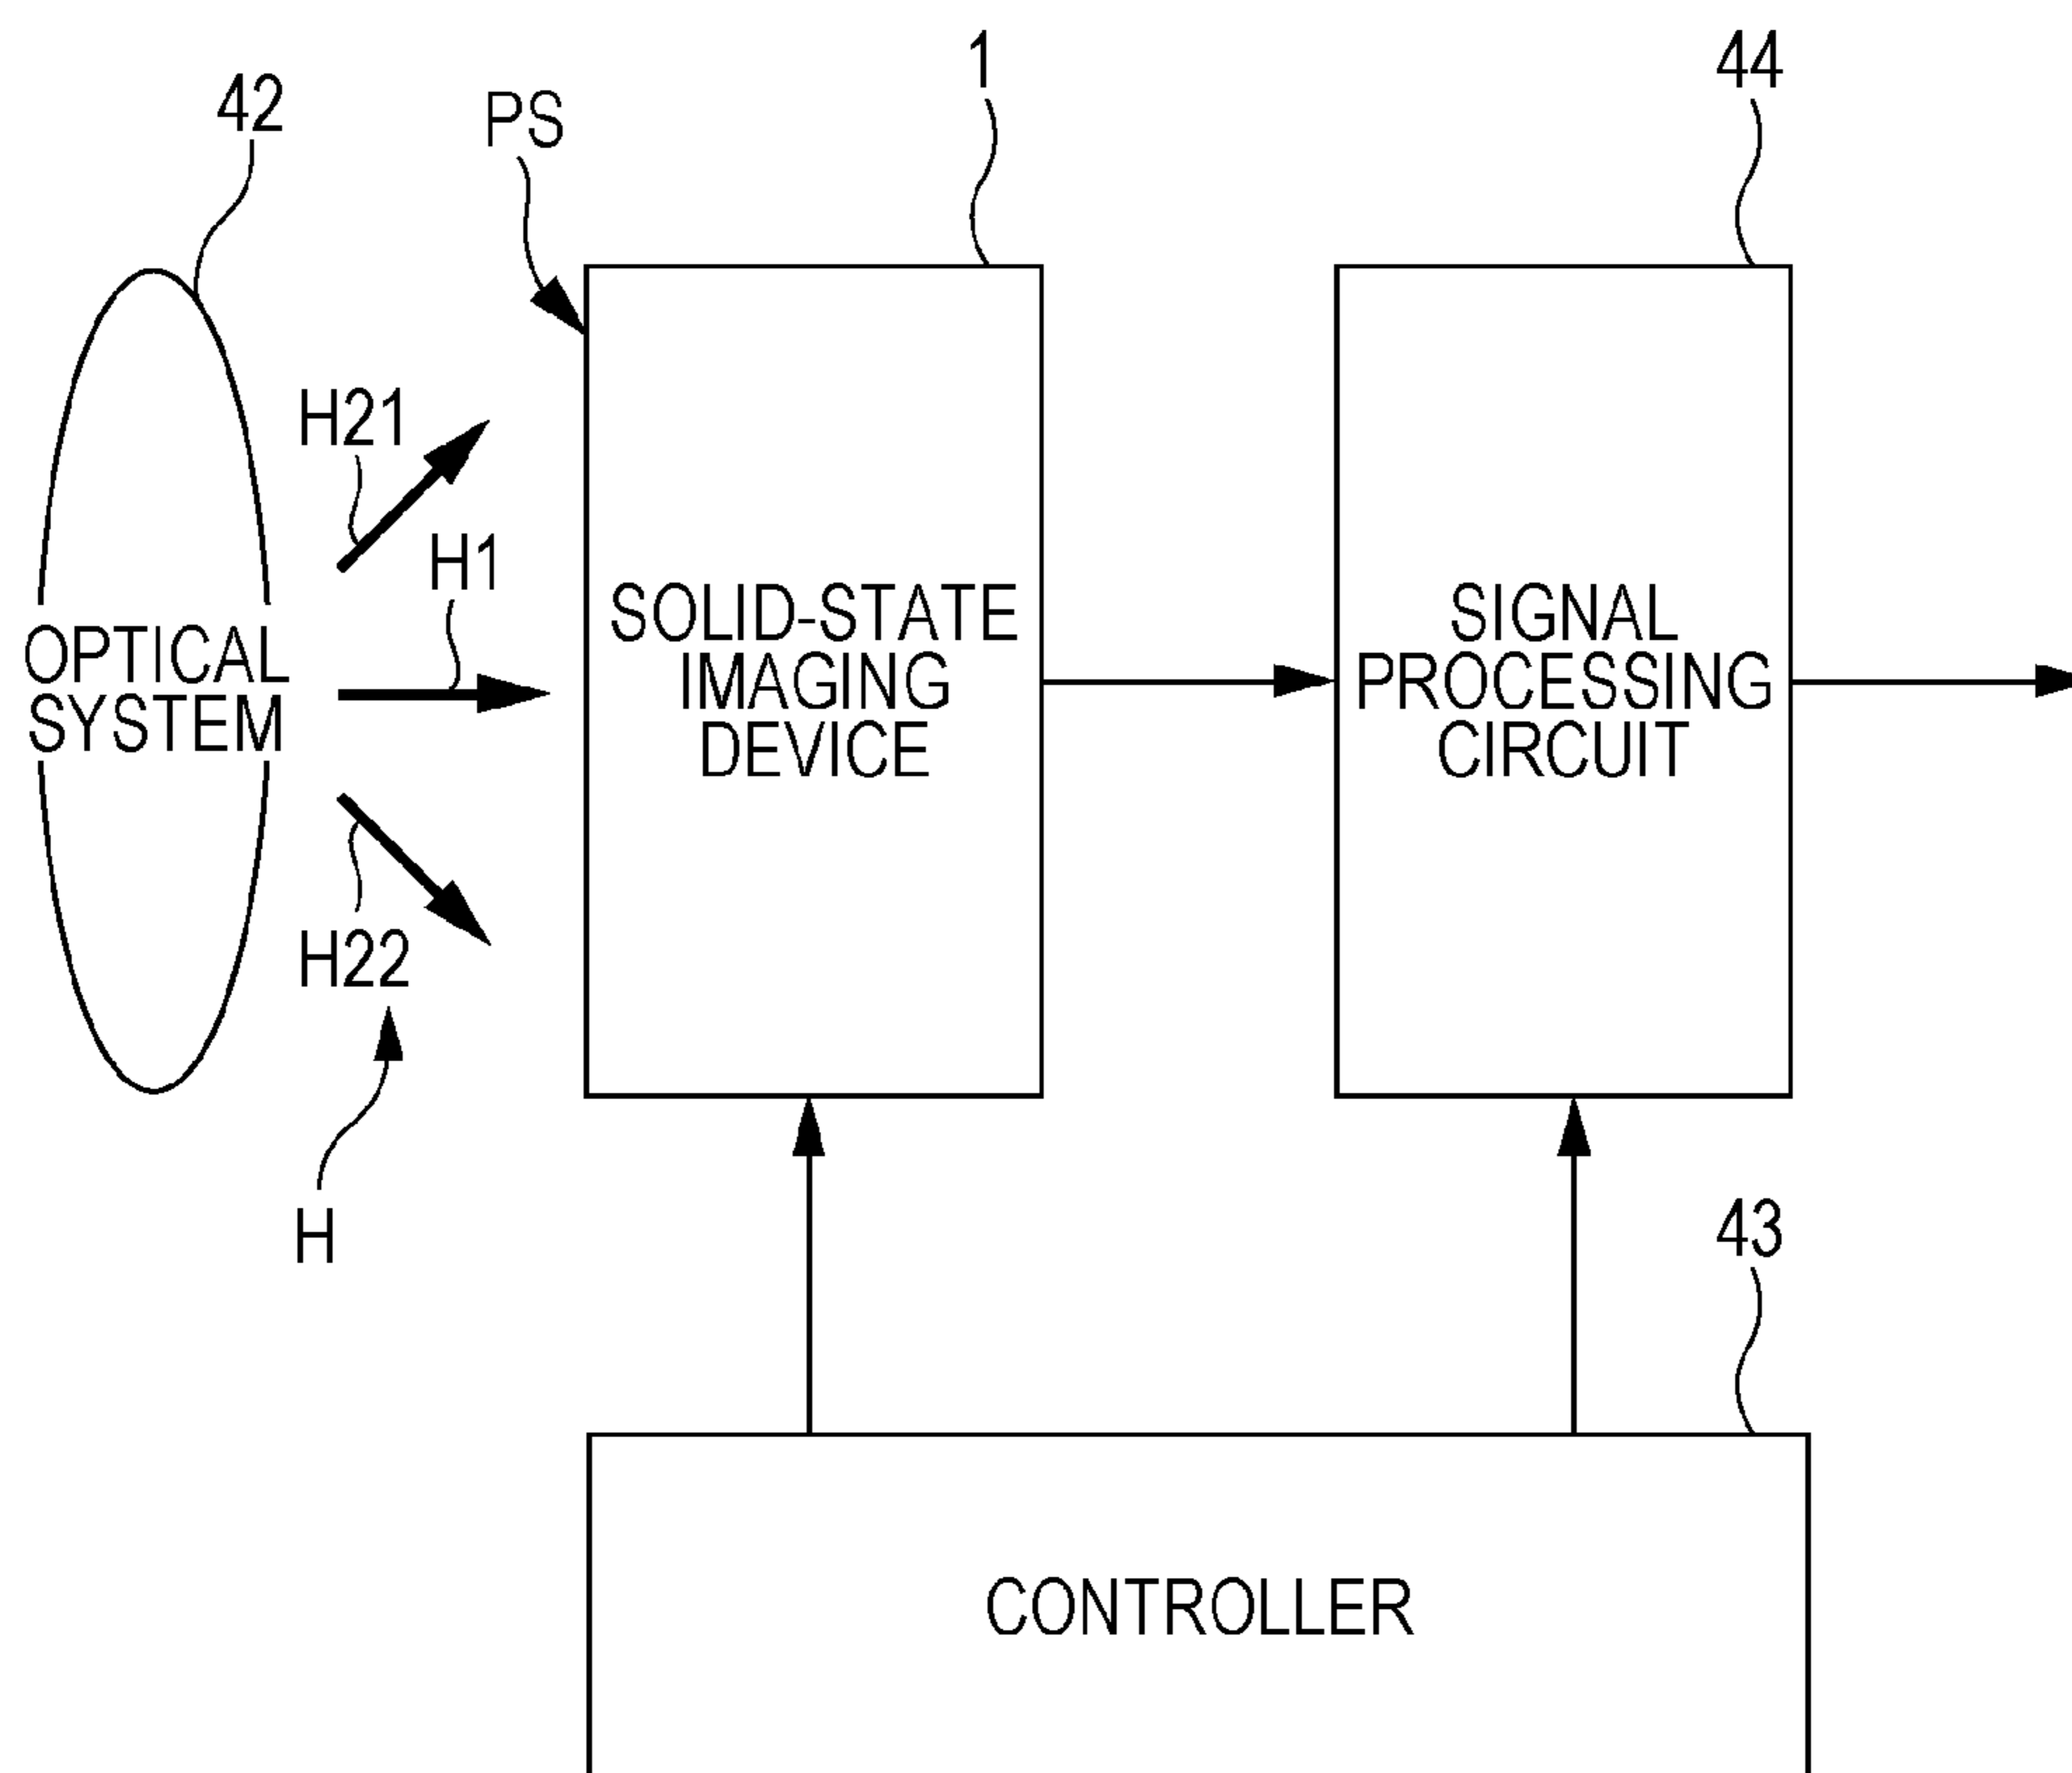 1
44
42
PS
H21
H1
OPTICAL
SYSTEM
SOLID-STATE
IMAGING
DEVICE
SIGNAL
PROCESSING
CIRCUIT
H22
H
43
CONTROLLER